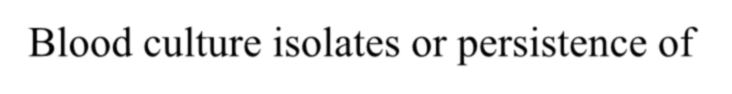 Blood culture isolates or persistence of